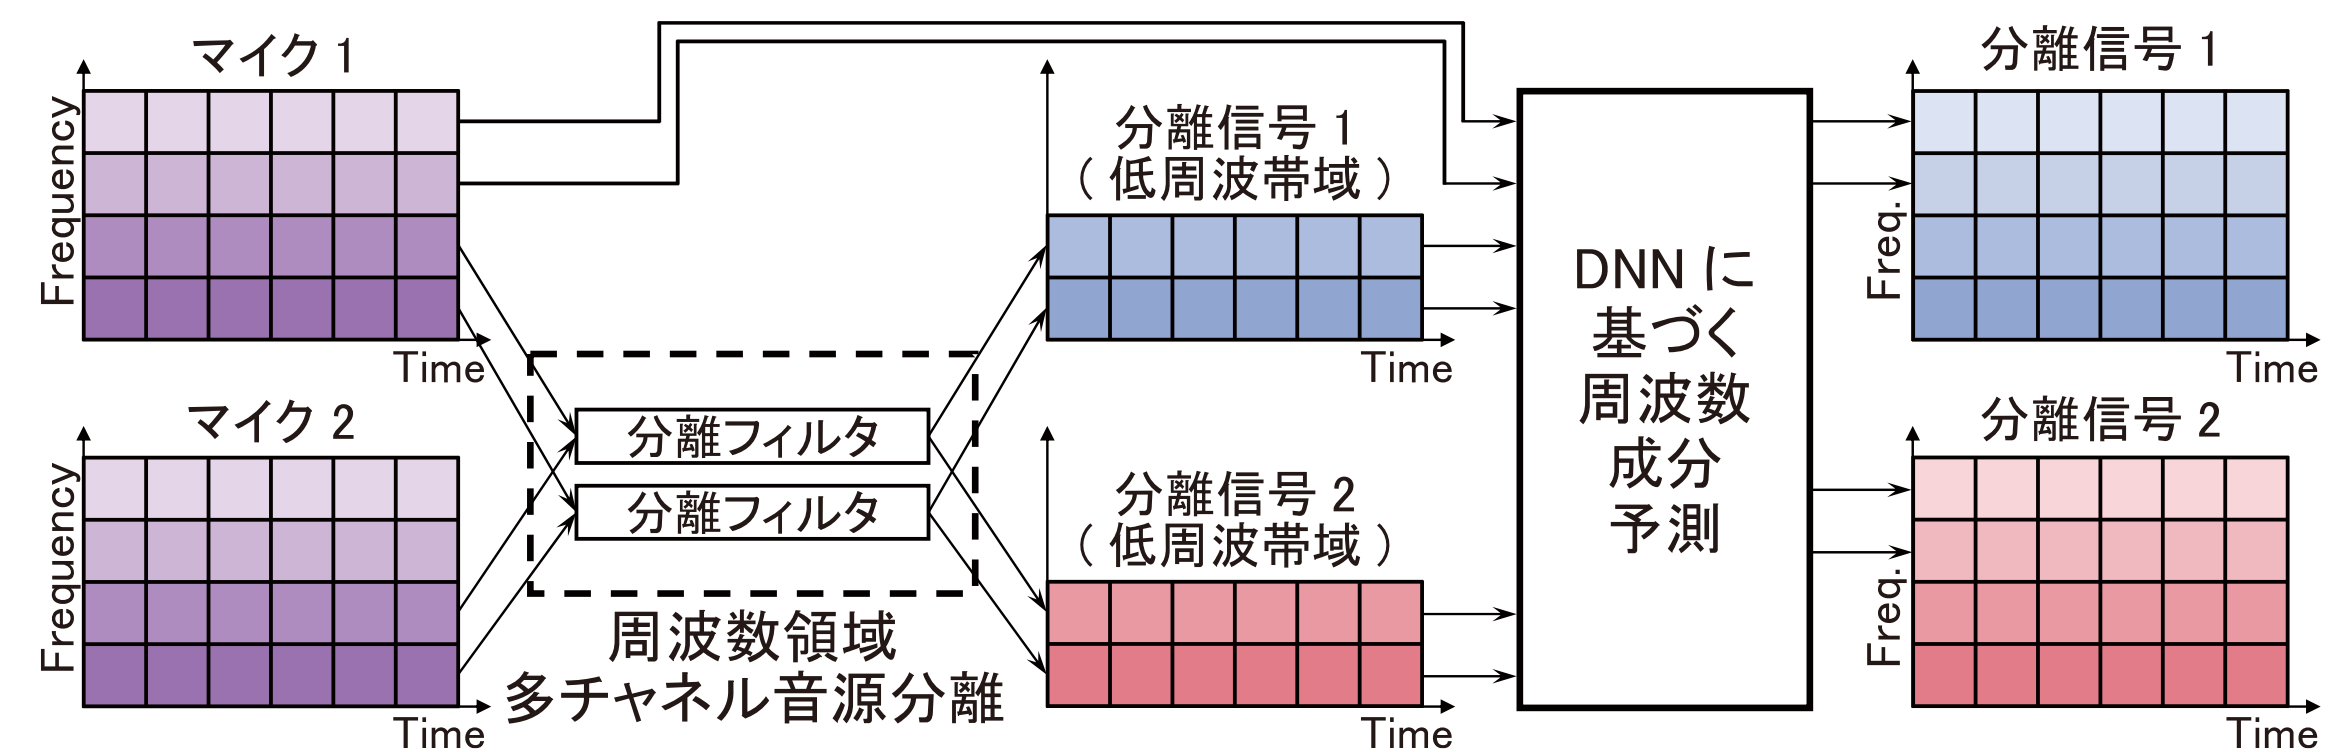 マイク 1
Frequency
Time
マイク 2
Frequency
Time
分離フィルタ
分離フィルタ
周波数領域
多チャネル音源分離
分離信号 1
( 低周波帯域 )
Time
分離信号 2
( 低周波帯域 )
Time
DNN に
基づく
周波数
成分
予測
分離信号 1
Freq.
Time
分離信号 2
Freq.
Time